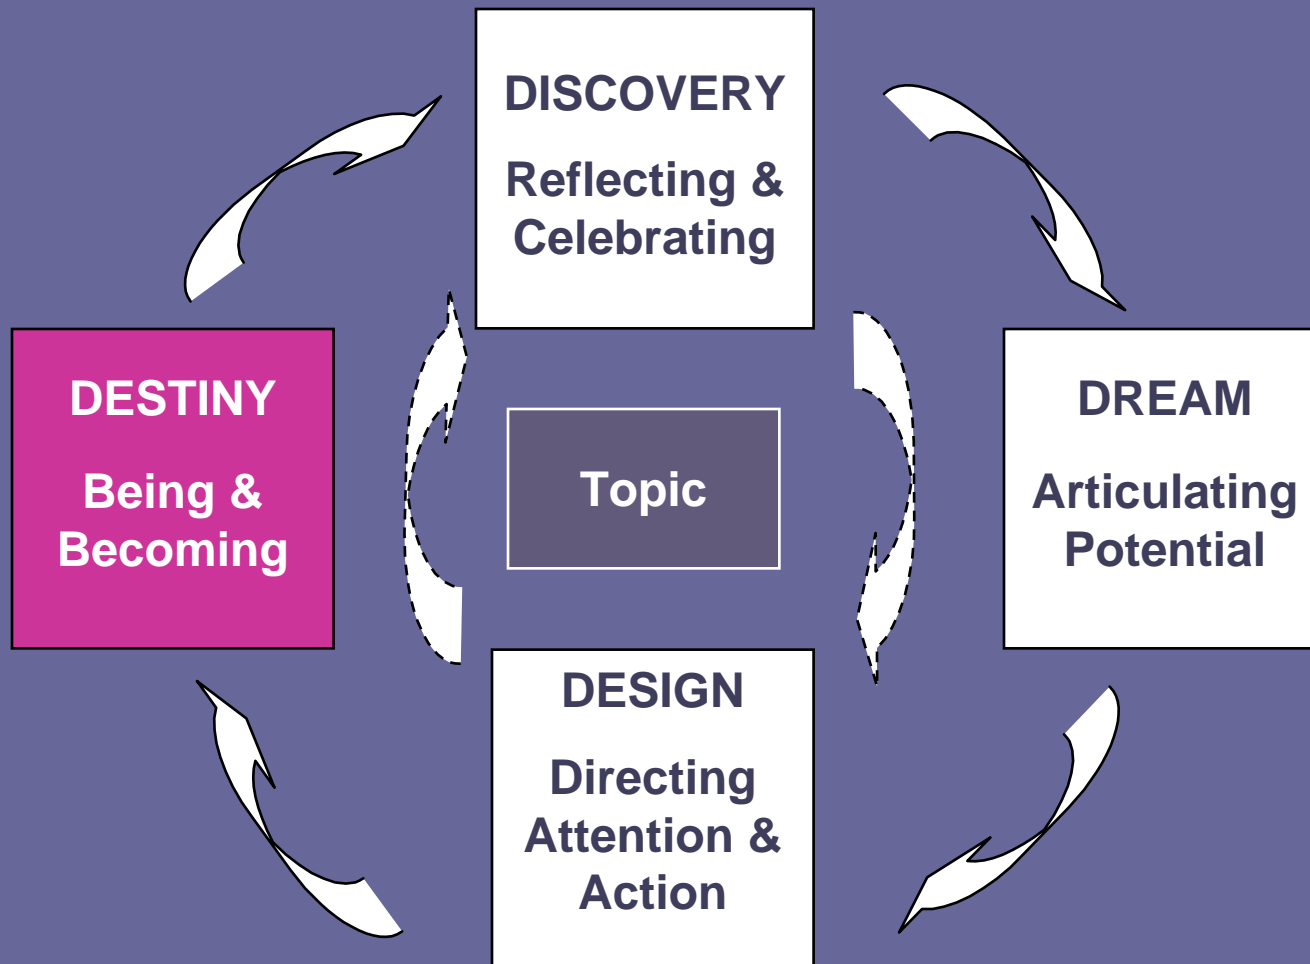 DISCOVERY
Reflecting &
Celebrating
DESTINY
Being &
Becoming
Topic
DREAM
Articulating
Potential
DESIGN
Directing
Attention &
Action